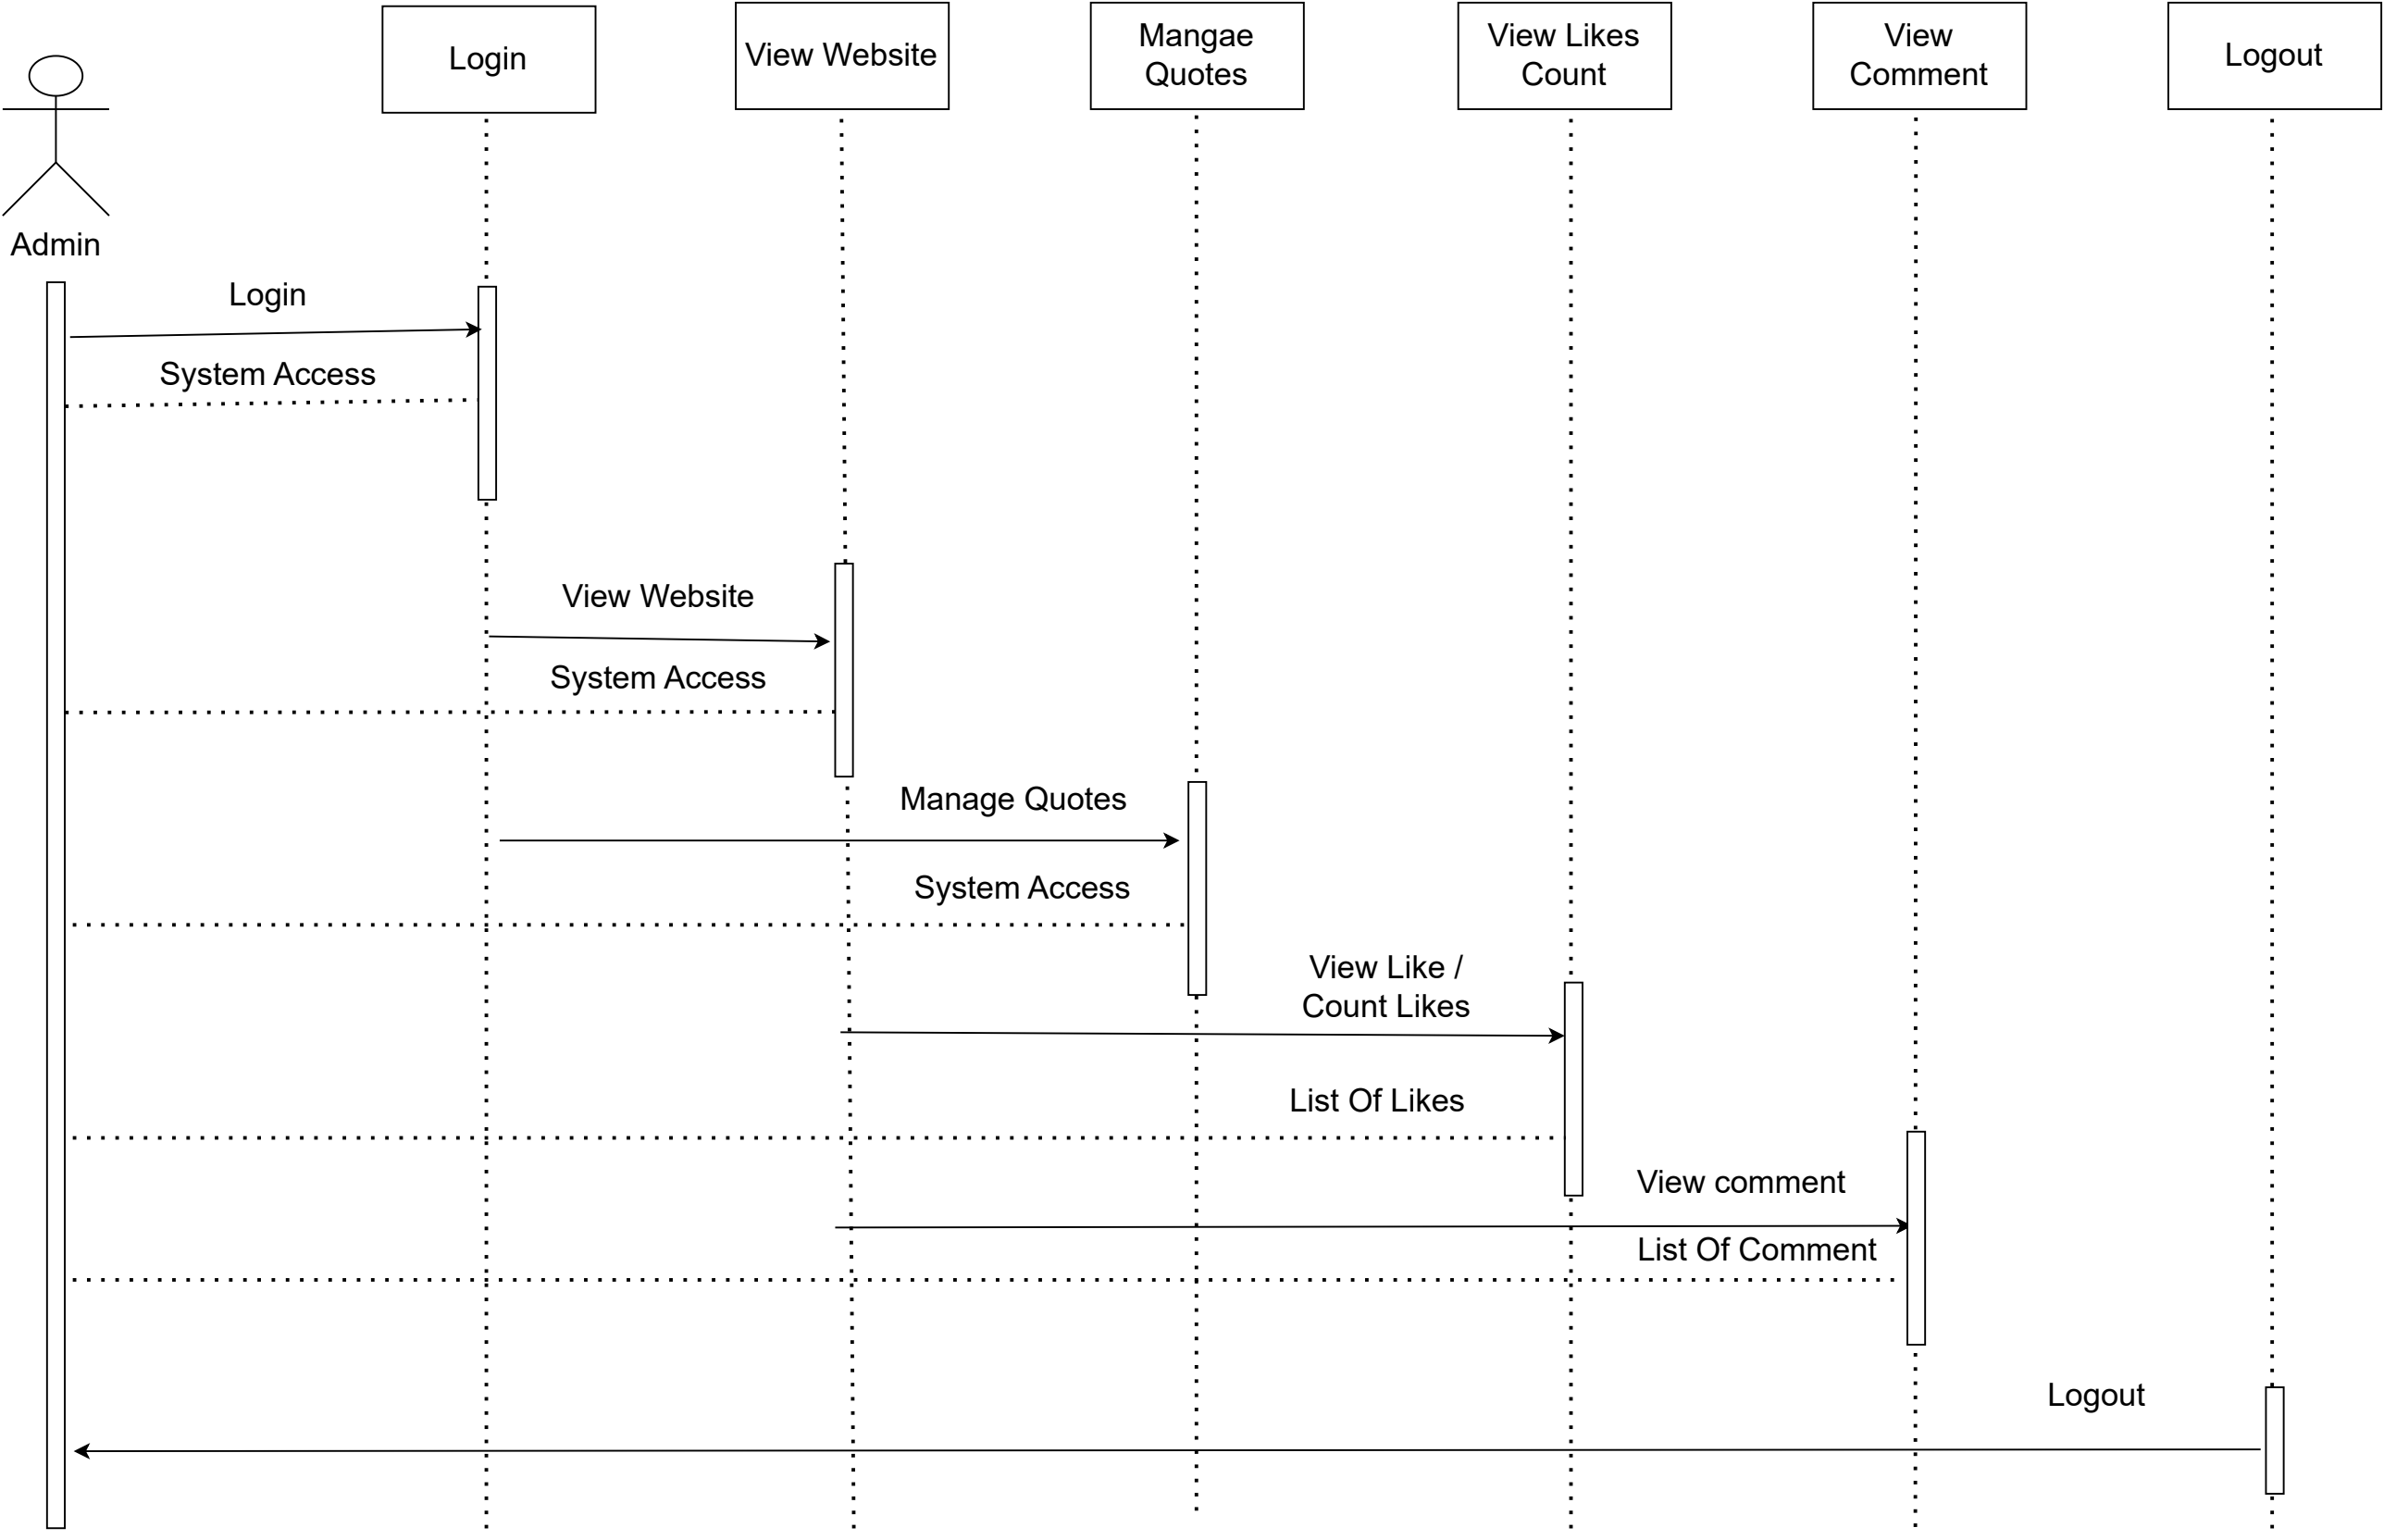 Login
View Website
Mangae
Quotes
View Likes
Count
View
Comment
Logout
Admin
Login
System Access
View Website
System Access
Manage Quotes
System Access
View Like /
Count Likes
List Of Likes
View comment
List Of Comment
Logout